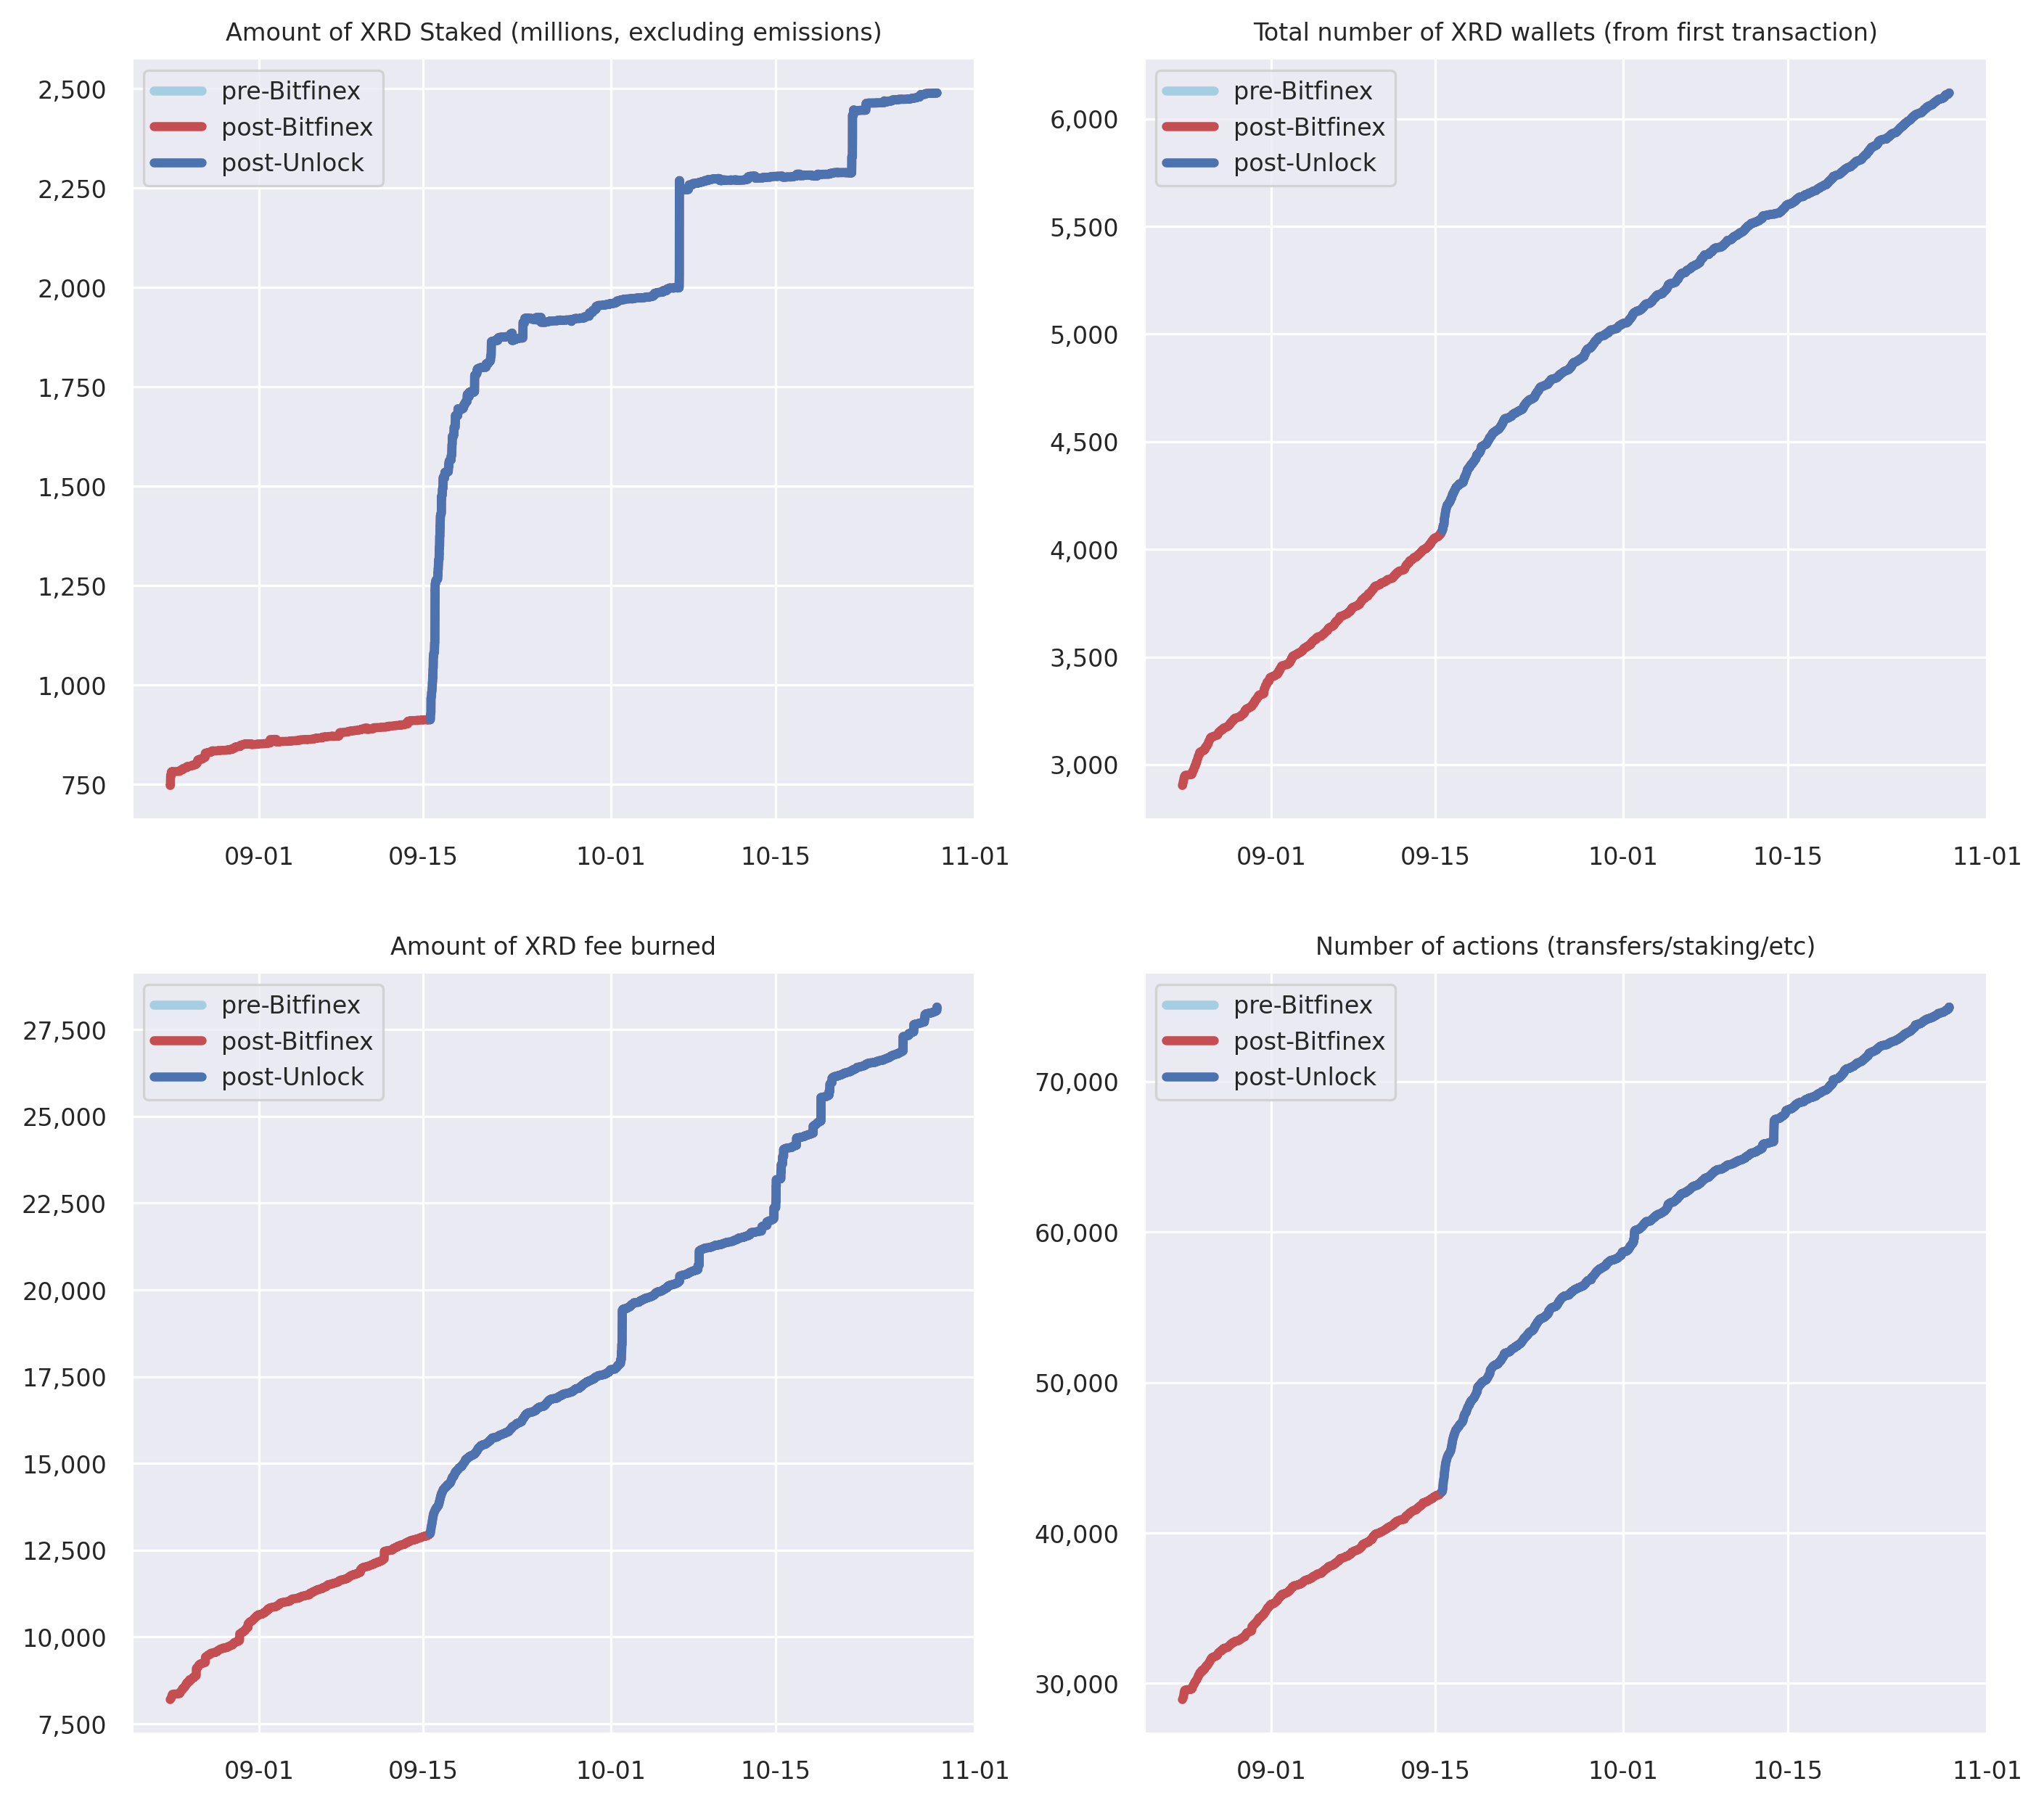 Amount of XRD Staked (millions, excluding emissions)
pre-Bitfinex
post-Bitfinex
post-Unlock
2,500
2,250
2,000
1,750
1,500
1,250
1,000
750
09-01 09-15 10-01 10-15 11-01
Total number of XRD wallets (from first transaction)
pre-Bitfinex
post-Bitfinex
post-Unlock
6,000
5,500
5,000
4,500
4,000
3,500
3,000
09-01 09-15 10-01 10-15 11-01
Amount of XRD fee burned
pre-Bitfinex
post-Bitfinex
post-Unlock
27,500
25,000
22,500
20,000
17,500
15,000
12,500
10,000
7,500
09-01 09-15 10-01 10-15 11-01
Number of actions (transfers/staking/etc)
pre-Bitfinex
post-Bitfinex
post-Unlock
70,000
60,000
50,000
40,000
30,000
09-01 09-15 10-01 10-15 11-01